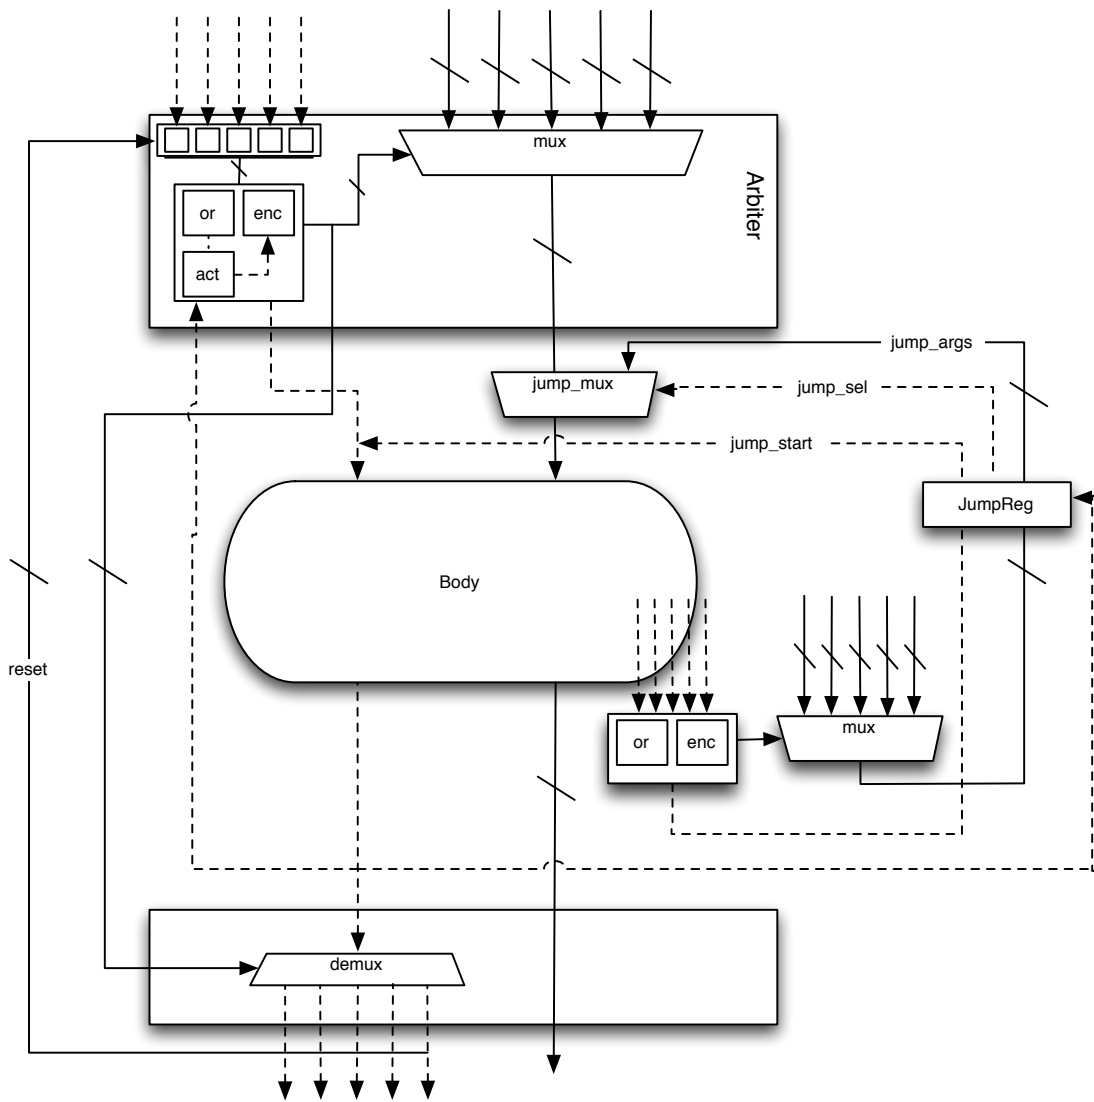 mux
or
enc
Arbiter
act
jump_args
jump_mux
jump_sel
jump_start
JumpReg
Body
reset
or
enc
mux
demux